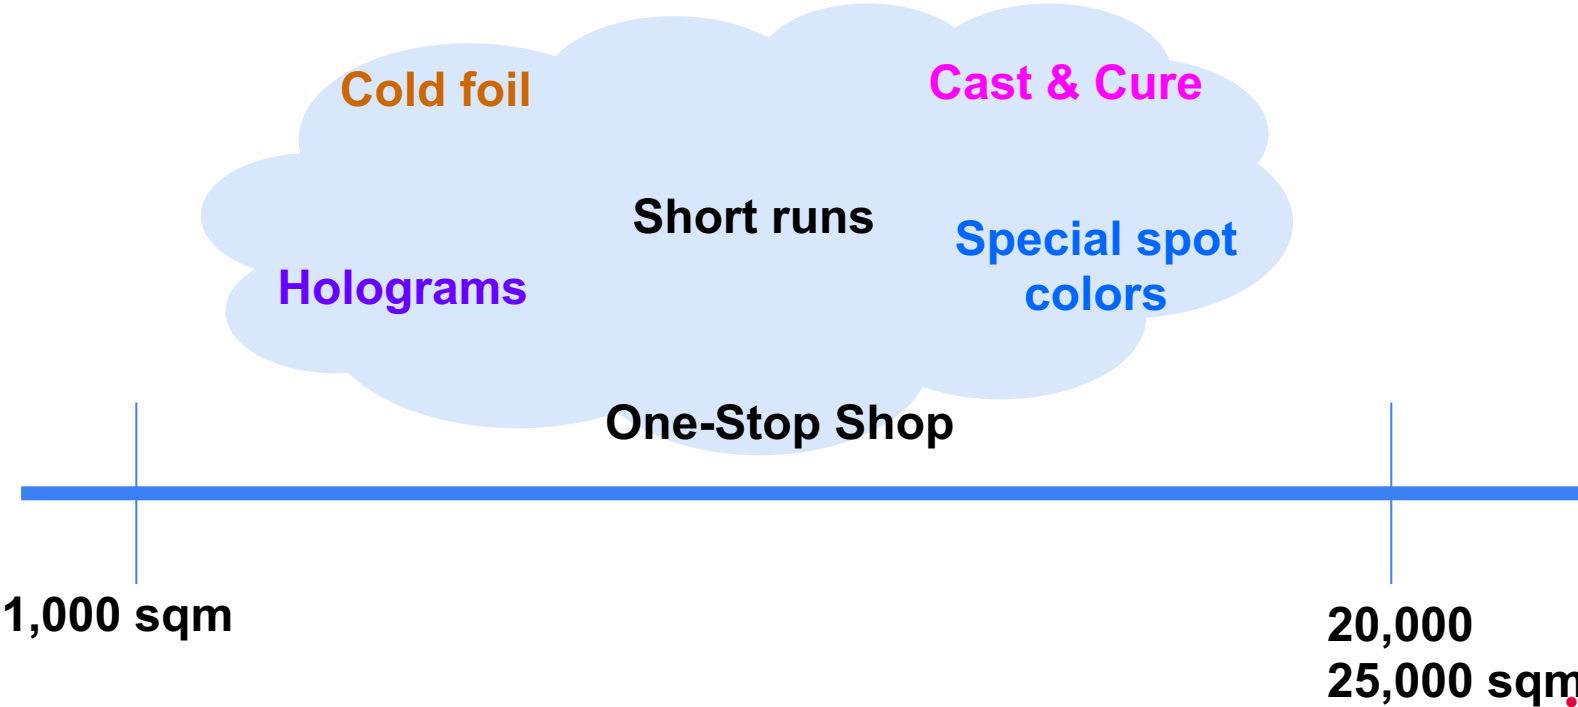 Cold foil
Cast & Cure
Short runs
Special spot
colors
Holograms
One-Stop Shop
1,000 sqm
20,000
25,000 sqm